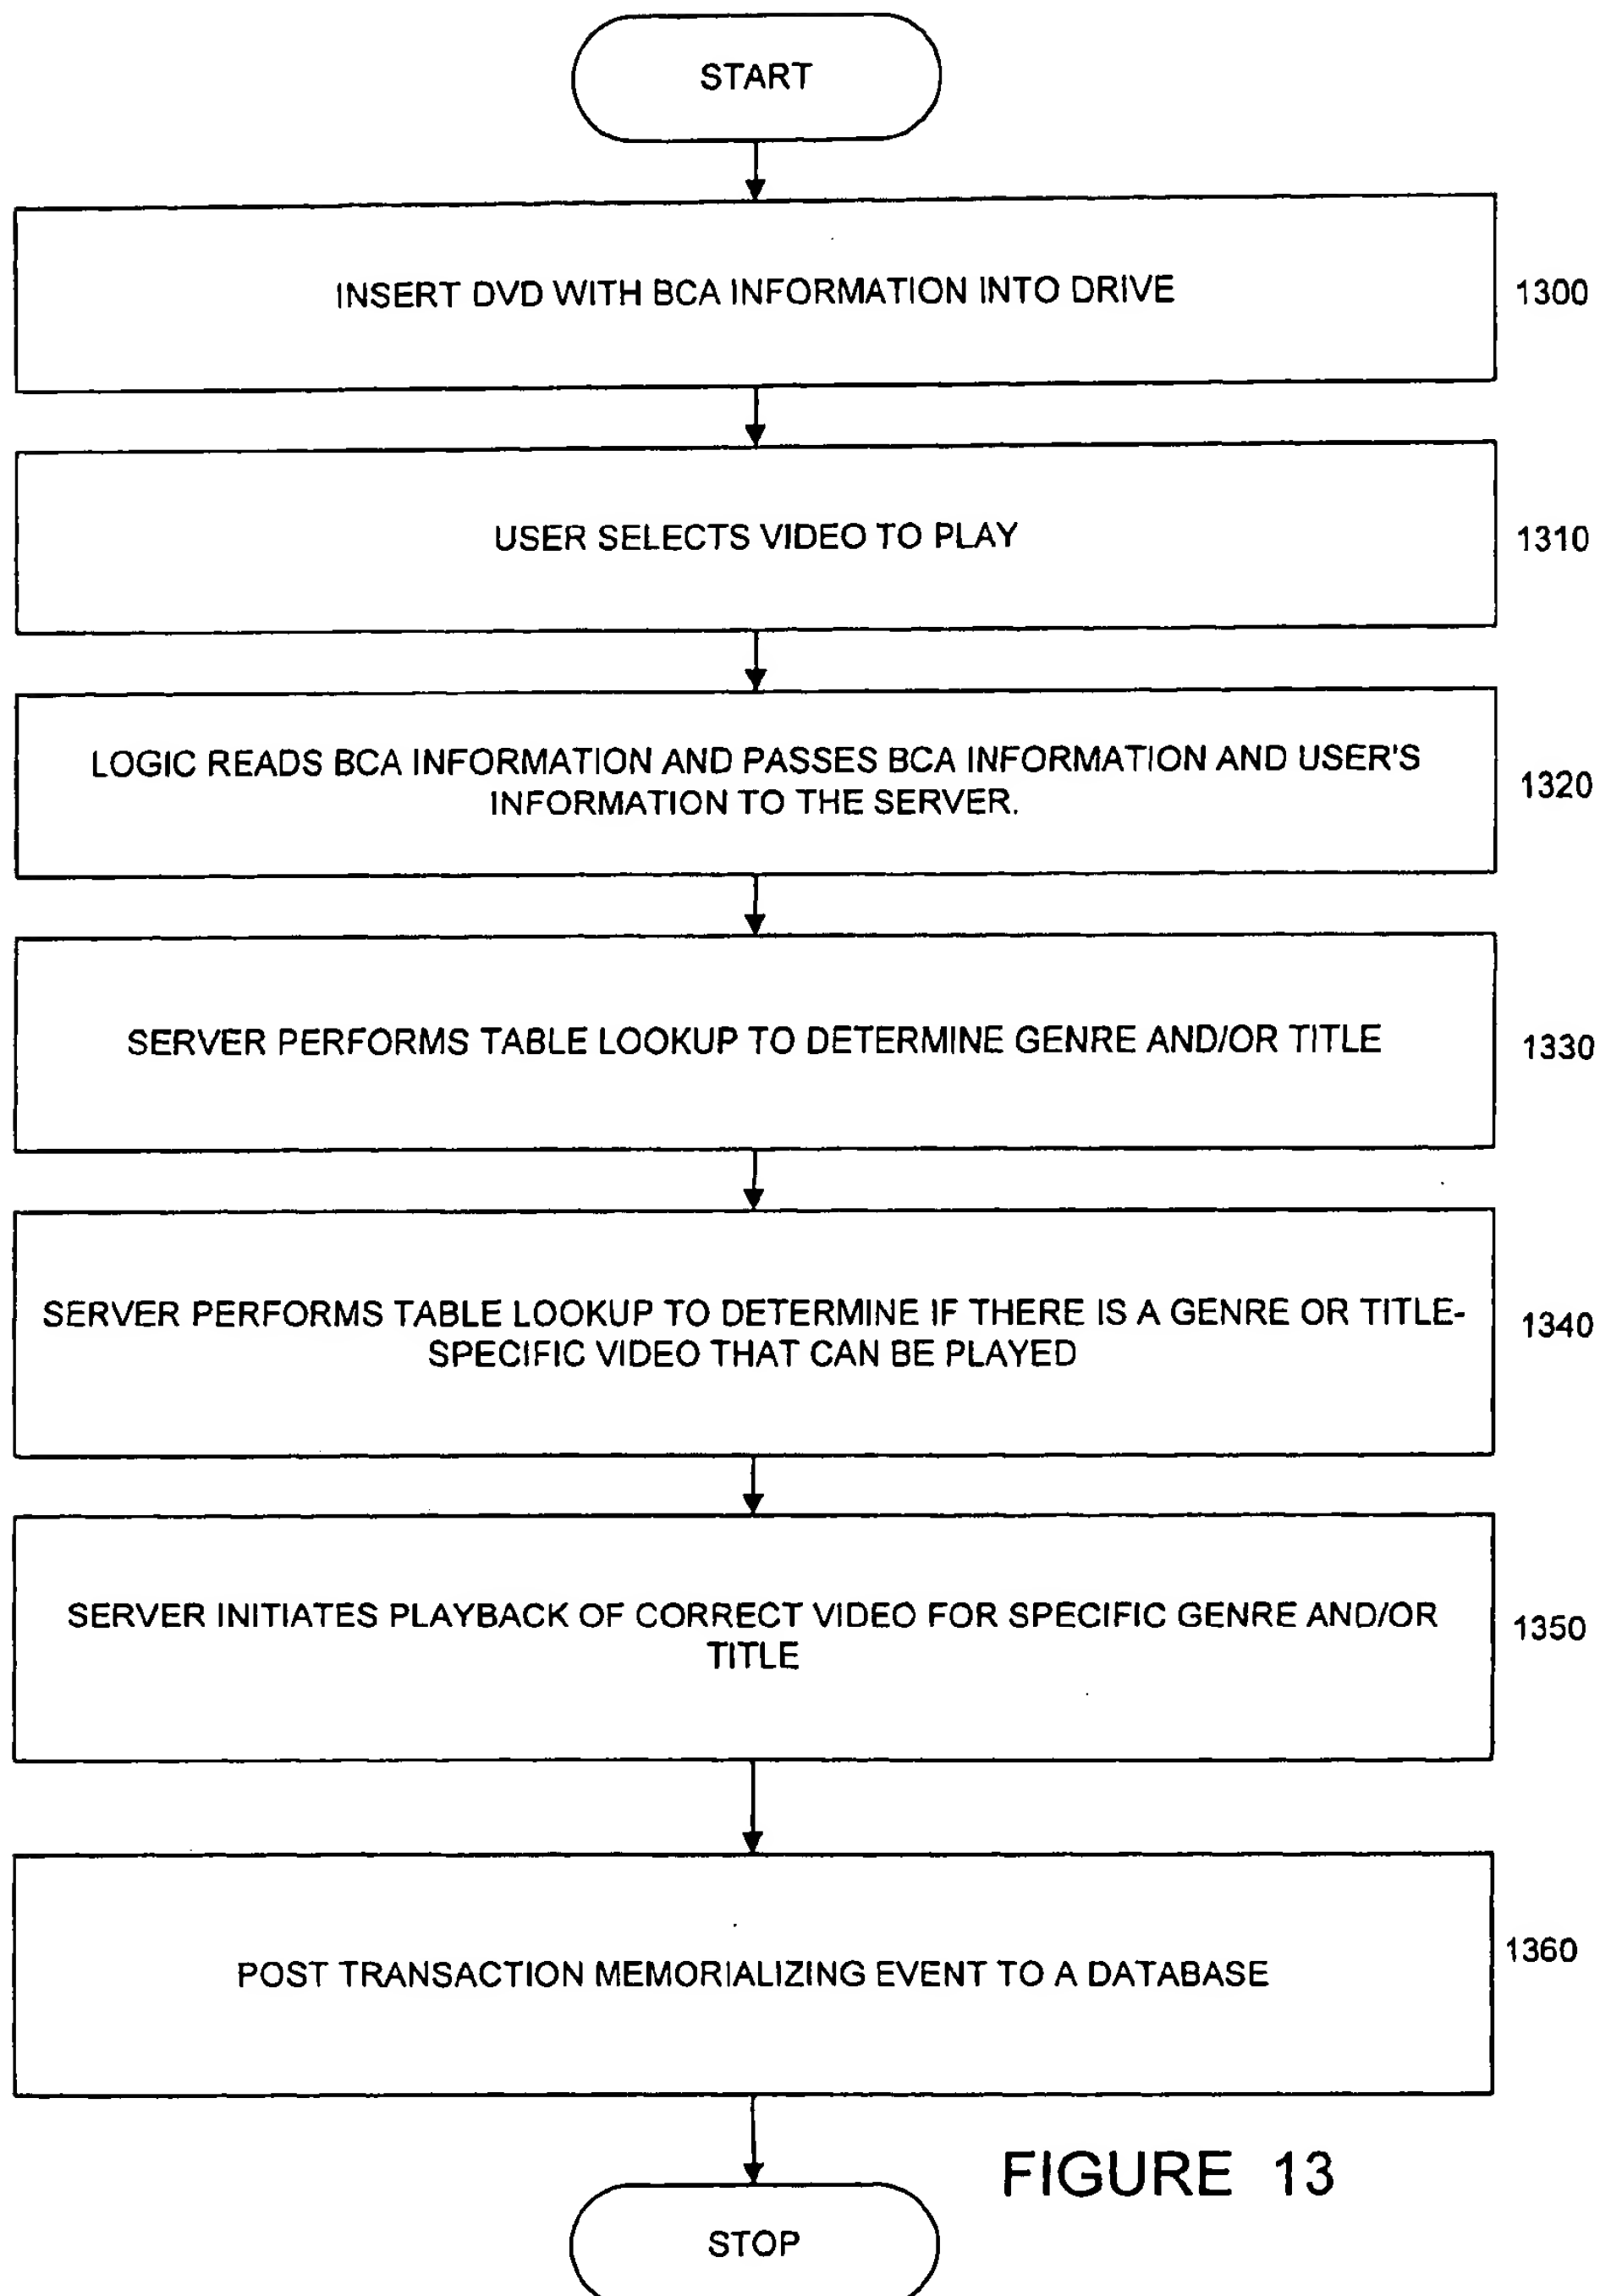 START
INSERT DVD WITH BCA INFORMATION INTO DRIVE
1300
USER SELECTS VIDEO TO PLAY
1310
LOGIC READS BCA INFORMATION AND PASSES BCA INFORMATION AND USER'S
INFORMATION TO THE SERVER.
1320
SERVER PERFORMS TABLE LOOKUP TO DETERMINE GENRE AND/OR TITLE
1330
SERVER PERFORMS TABLE LOOKUP TO DETERMINE IF THERE IS A GENRE OR TITLE-
SPECIFIC VIDEO THAT CAN BE PLAYED
1340
SERVER INITIATES PLAYBACK OF CORRECT VIDEO FOR SPECIFIC GENRE AND/OR
TITLE
1350
POST TRANSACTION MEMORIALIZING EVENT TO A DATABASE
1360
FIGURE 13
STOP